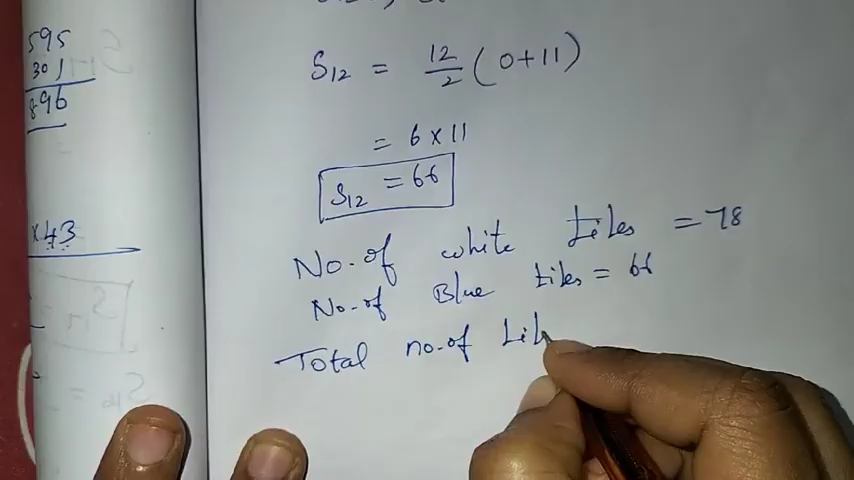 595
301
896
x43
S12 = 12/2 (0+11)
= 6 x 11
S12 = 66
No.of white tiles = 78
No.of Blue tiles = 66
Total no.of til